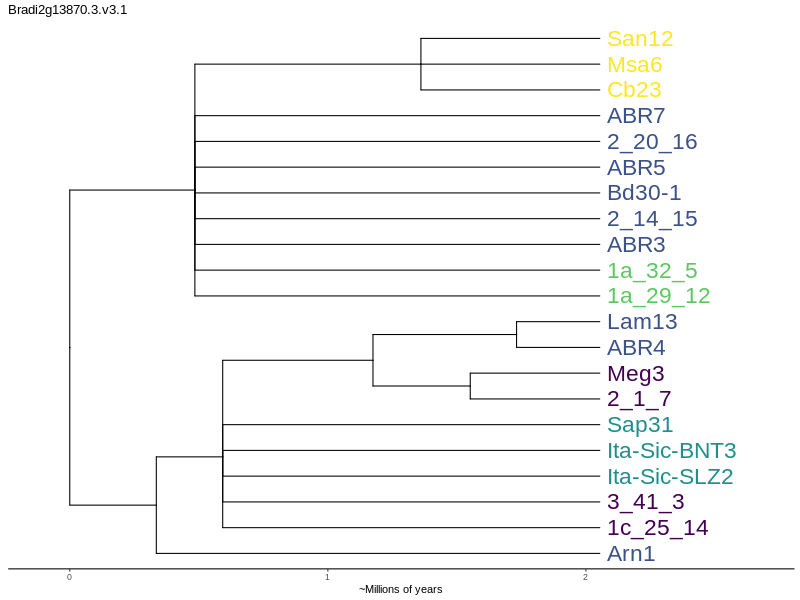 Bradi2g13870.3.v3.1
San12
Msa6
Cb23
ABR7
2_20_16
ABR5
Bd30-1
2_14_15
ABR3
1a_32_5
1a_29_12
Lam13
ABR4
Meg3
2_1_7
Sap31
Ita-Sic-BNT3
Ita-Sic-SLZ2
3_41_3
1c_25_14
Arn1
0 1 2
~Millions of years